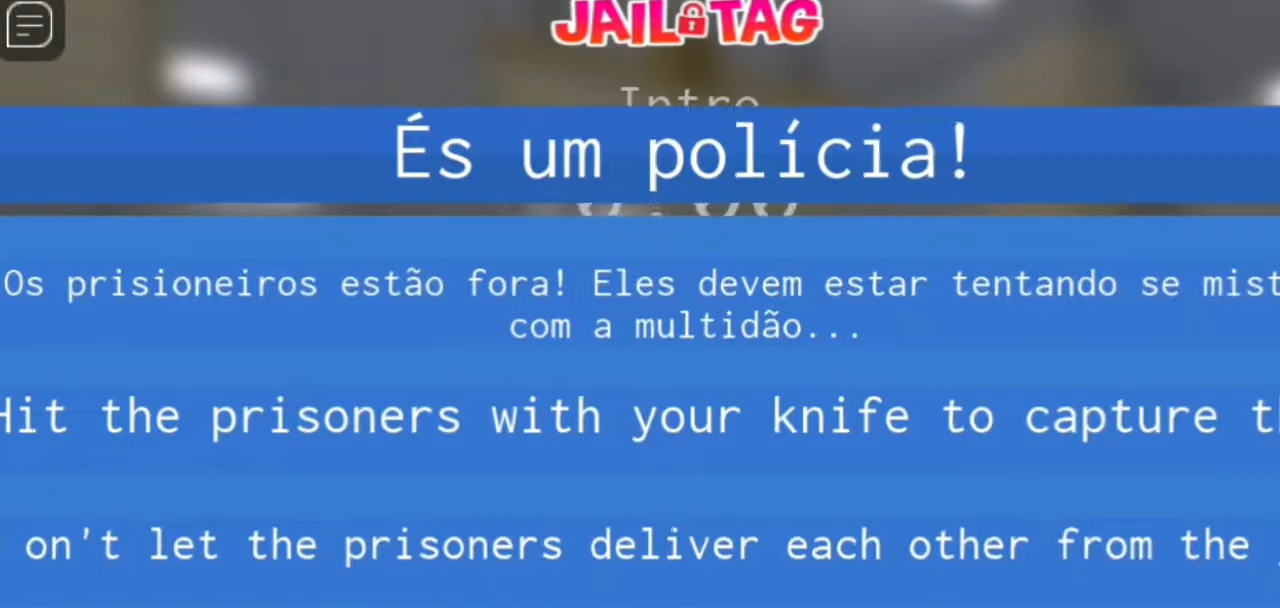 JAIL TAG
Intro
És um polícia!
Os prisioneiros estão fora! Eles devem estar tentando se mist
com a multidão...
Hit the prisoners with your knife to capture th
on't let the prisoners deliver each other from the